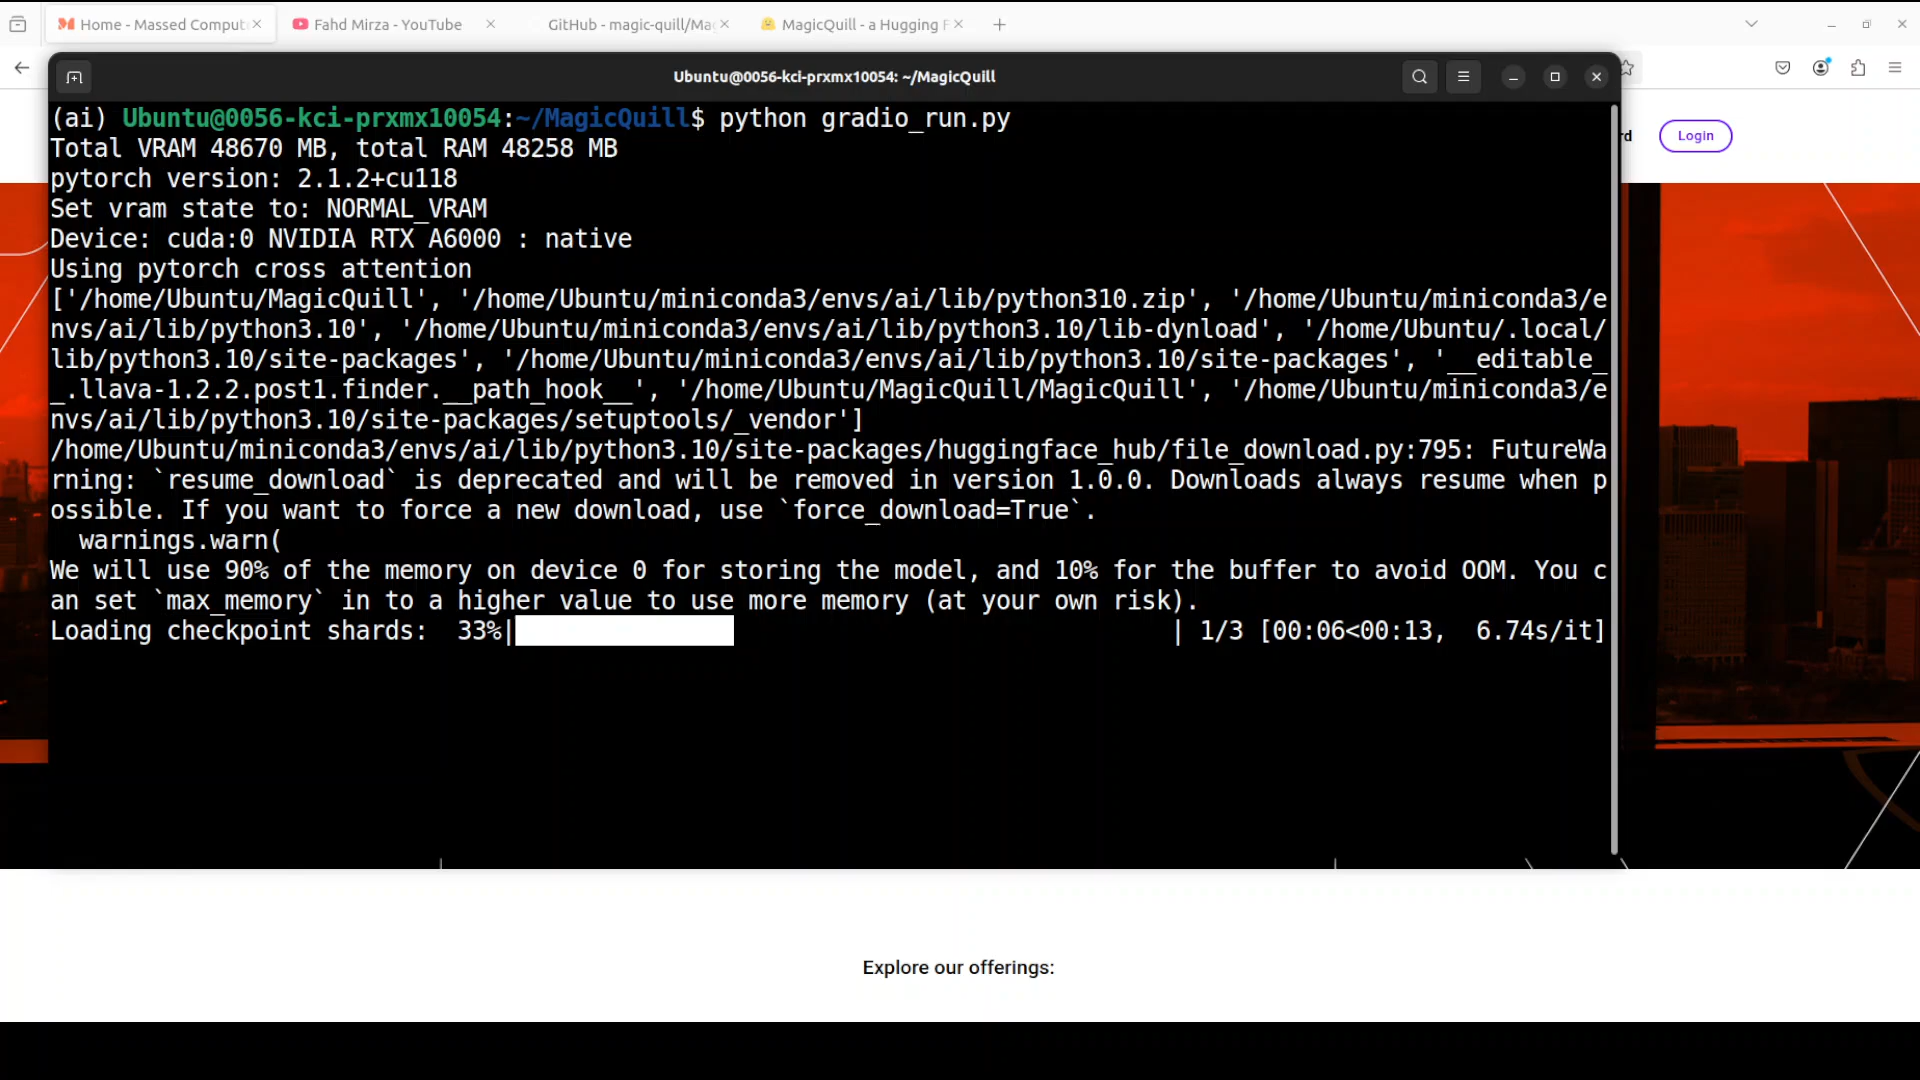 Home - Massed Comput
Fahd Mirza - YouTube
GitHub - magic-quill/Ma
MagicQuill - a Hugging F
Ubuntu@0056-kci-prxmx10054: ~/MagicQuill
rd
Login
(ai) Ubuntu@0056-kci-prxmx10054:~/MagicQuill$ python gradio_run.py
Total VRAM 48670 MB, total RAM 48258 MB
pytorch version: 2.1.2+cu118
Set vram state to: NORMAL_VRAM
Device: cuda:0 NVIDIA RTX A6000 : native
Using pytorch cross attention
['/home/Ubuntu/MagicQuill', '/home/Ubuntu/miniconda3/envs/ai/lib/python310.zip', '/home/Ubuntu/miniconda3/e
nvs/ai/lib/python3.10', '/home/Ubuntu/miniconda3/envs/ai/lib/python3.10/lib-dynload', '/home/Ubuntu/.local/
lib/python3.10/site-packages', '/home/Ubuntu/miniconda3/envs/ai/lib/python3.10/site-packages', '__editable_
_.llava-1.2.2.post1.finder.__path_hook__', '/home/Ubuntu/MagicQuill/MagicQuill', '/home/Ubuntu/miniconda3/e
nvs/ai/lib/python3.10/site-packages/setuptools/_vendor']
/home/Ubuntu/miniconda3/envs/ai/lib/python3.10/site-packages/huggingface_hub/file_download.py:795: FutureWa
rning: `resume_download` is deprecated and will be removed in version 1.0.0. Downloads always resume when p
ossible. If you want to force a new download, use `force_download=True`.
  warnings.warn(
We will use 90% of the memory on device 0 for storing the model, and 10% for the buffer to avoid OOM. You c
an set `max_memory` in to a higher value to use more memory (at your own risk).
Loading checkpoint shards:  33%| | 1/3 [00:06<00:13,  6.74s/it]
Explore our offerings: